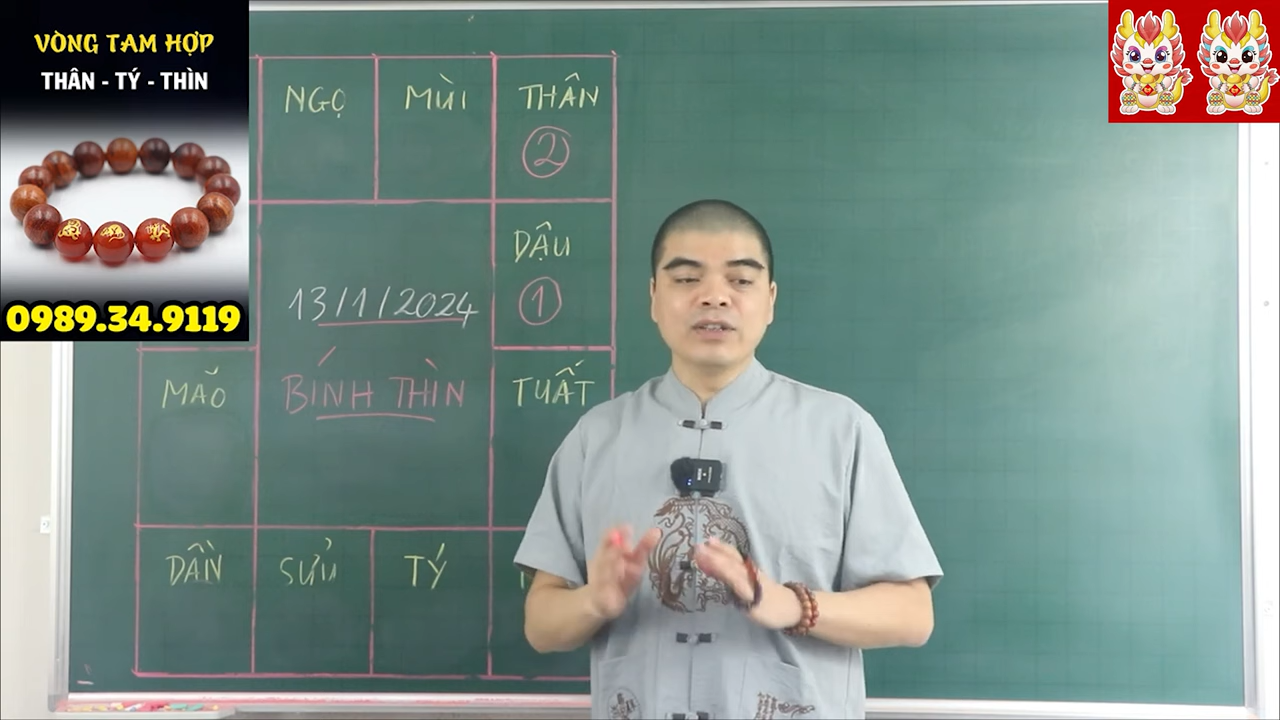 VÒNG TAM HỢP
THÂN - TÝ - THÌN
0989.34.9119
NGỌ
MÙI
THÂN
2
DẬU
1
13/1/2024
BÍNH THÌN
MÃO
TUẤT
DẦN
SỬU
TÝ